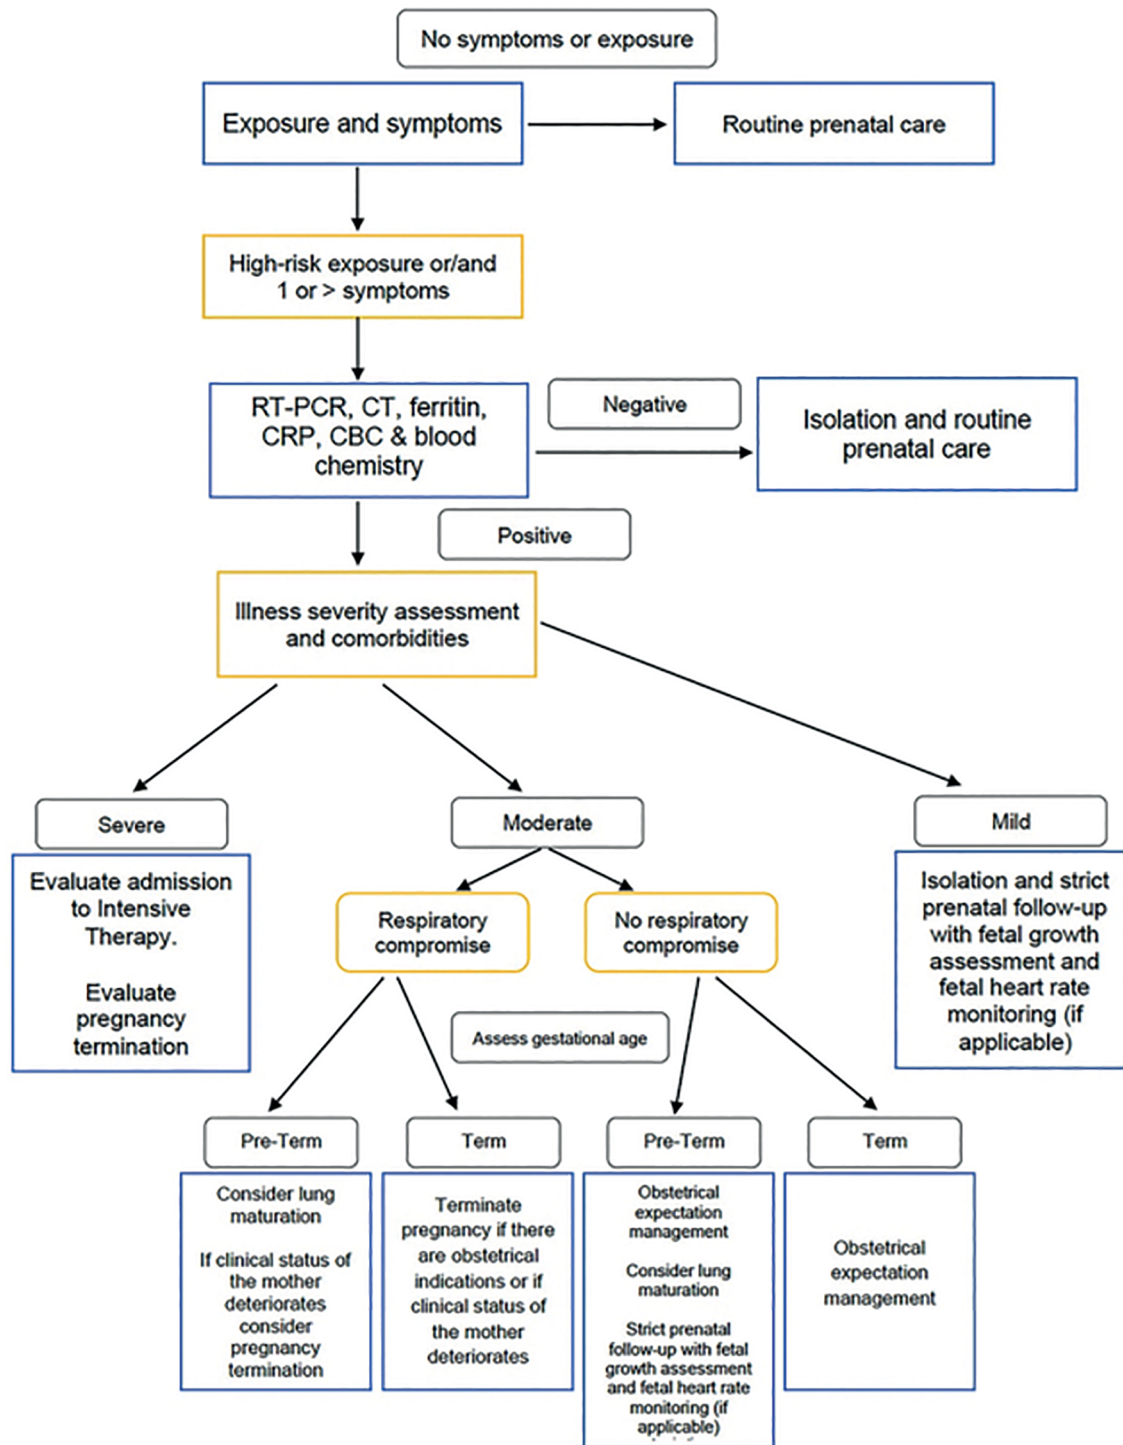 No symptoms or exposure
Exposure and symptoms
Routine prenatal care
High-risk exposure or/and
1 or > symptoms
RT-PCR, CT, ferritin,
CRP, CBC & blood
chemistry
Negative
Isolation and routine
prenatal care
Positive
Illness severity assessment
and comorbidities
Severe
Evaluate admission
to Intensive
Therapy.
Evaluate
pregnancy
termination
Moderate
Mild
Isolation and strict
prenatal follow-up
with fetal growth
assessment and
fetal heart rate
monitoring (if
applicable)
Respiratory
compromise
No respiratory
compromise
Assess gestational age
Pre-Term
Consider lung
maturation
If clinical status of
the mother
deteriorates
consider
pregnancy
termination
Term
Terminate
pregnancy if there
are obstetrical
indications or if
clinical status of
the mother
deteriorates
Pre-Term
Obstetrical
expectation
management
Consider lung
maturation
Strict prenatal
follow-up with fetal
growth assessment
and fetal heart rate
monitoring (if
applicable)
Term
Obstetrical
expectation
management